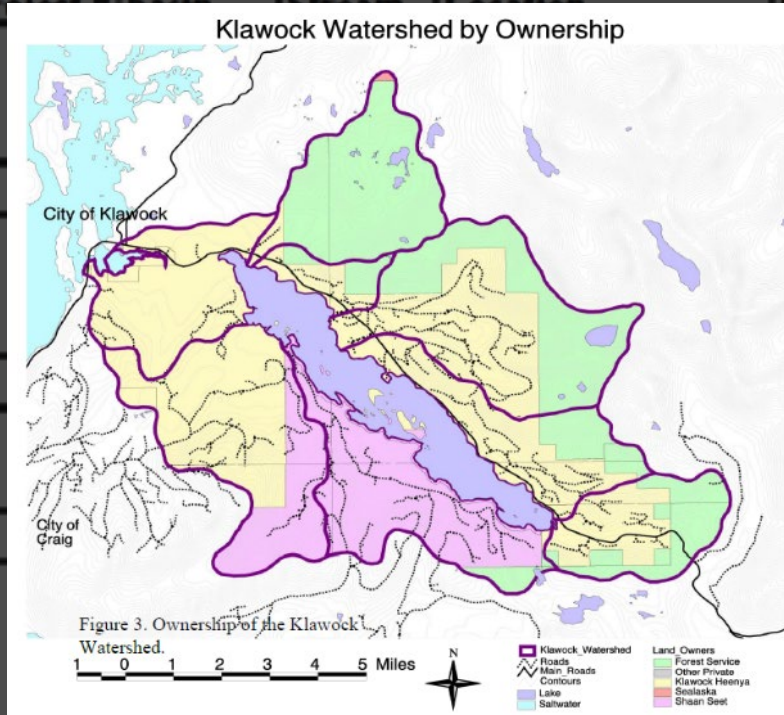 Klawock Watershed by Ownership
City of Klawock
City of
Craig
Figure 3. Ownership of the Klawock
Watershed.
1 0 1 2 3 4 5 Miles
N
Klawock_Watershed
Roads
Main_Roads
Contours
Lake
Saltwater
Land_Owners
Forest Service
Other Private
Klawock Heenya
Sealaska
Shaan Seet